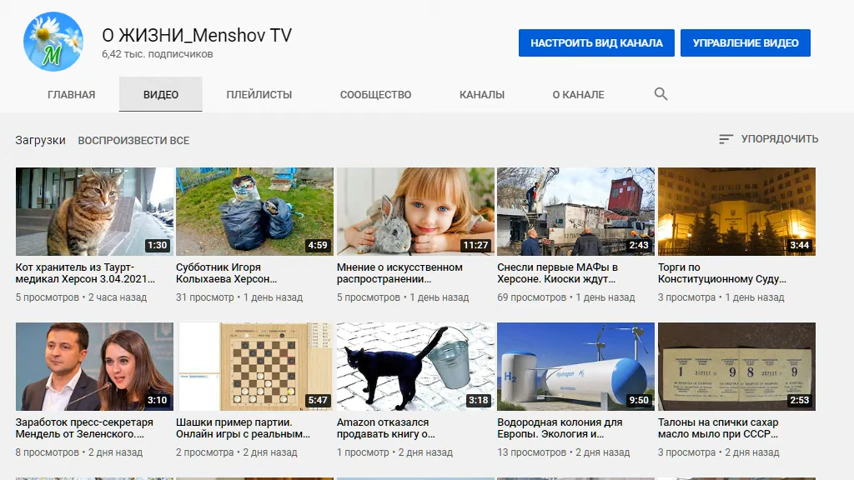 О ЖИЗНИ_Menshov TV
6,42 тыс. подписчиков
НАСТРОИТЬ ВИД КАНАЛА
УПРАВЛЕНИЕ ВИДЕО
М
ГЛАВНАЯ
ВИДЕО
ПЛЕЙЛИСТЫ
СООБЩЕСТВО
КАНАЛЫ
О КАНАЛЕ
Загрузки
ВОСПРОИЗВЕСТИ ВСЕ
УПОРЯДОЧИТЬ
1:30
Кот хранитель из Таурт-
медикал Херсон 3.04.2021...
5 просмотров • 2 часа назад
4:59
Субботник Игоря
Колыхаева Херсон...
31 просмотр • 1 день назад
11:27
Мнение о искусственном
распространении...
5 просмотров • 1 день назад
2:43
Снесли первые МАФы в
Херсоне. Киоски ждут...
69 просмотров • 1 день назад
3:44
Торги по
Конституционному Суду...
3 просмотра • 1 день назад
3:10
Заработок пресс-секретаря
Мендель от Зеленского....
8 просмотров • 2 дня назад
5:47
Шашки пример партии.
Онлайн игры с реальным...
2 просмотра • 2 дня назад
3:18
Amazon отказался
продавать книгу о...
1 просмотр • 2 дня назад
H2
Hydrogen
H2
9:50
Водородная колония для
Европы. Экология и...
13 просмотров • 2 дня назад
1 9 8 9
2:53
Талоны на спички сахар
масло мыло при СССР...
3 просмотра • 2 дня назад